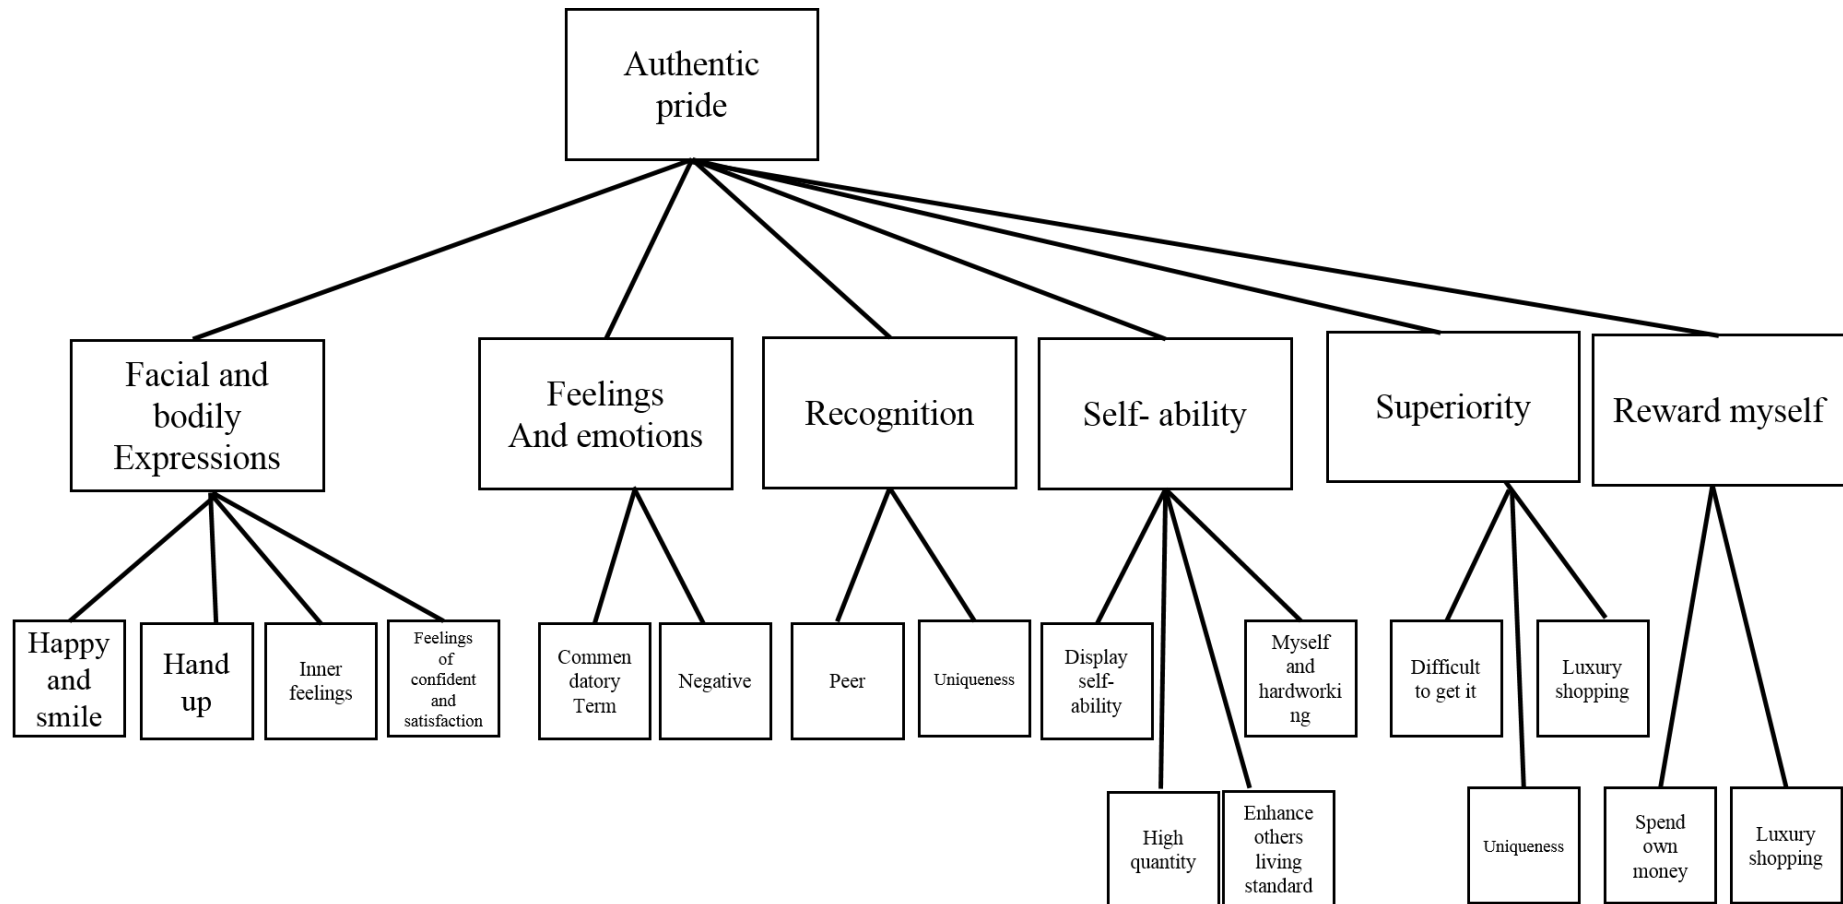 Authentic
pride
Facial and
bodily
Expressions
Feelings
And emotions
Recognition
Self- ability
Superiority
Reward myself
Happy
and
smile
Hand
up
Inner
feelings
Feelings
of
confident
and
satisfaction
Commen
datory
Term
Negative
Peer
Uniqueness
Display
self-
ability
Myself
and
hardworki
ng
Difficult
to get it
Luxury
shopping
High
quantity
Enhance
others
living
standard
Uniqueness
Spend
own
money
Luxury
shopping